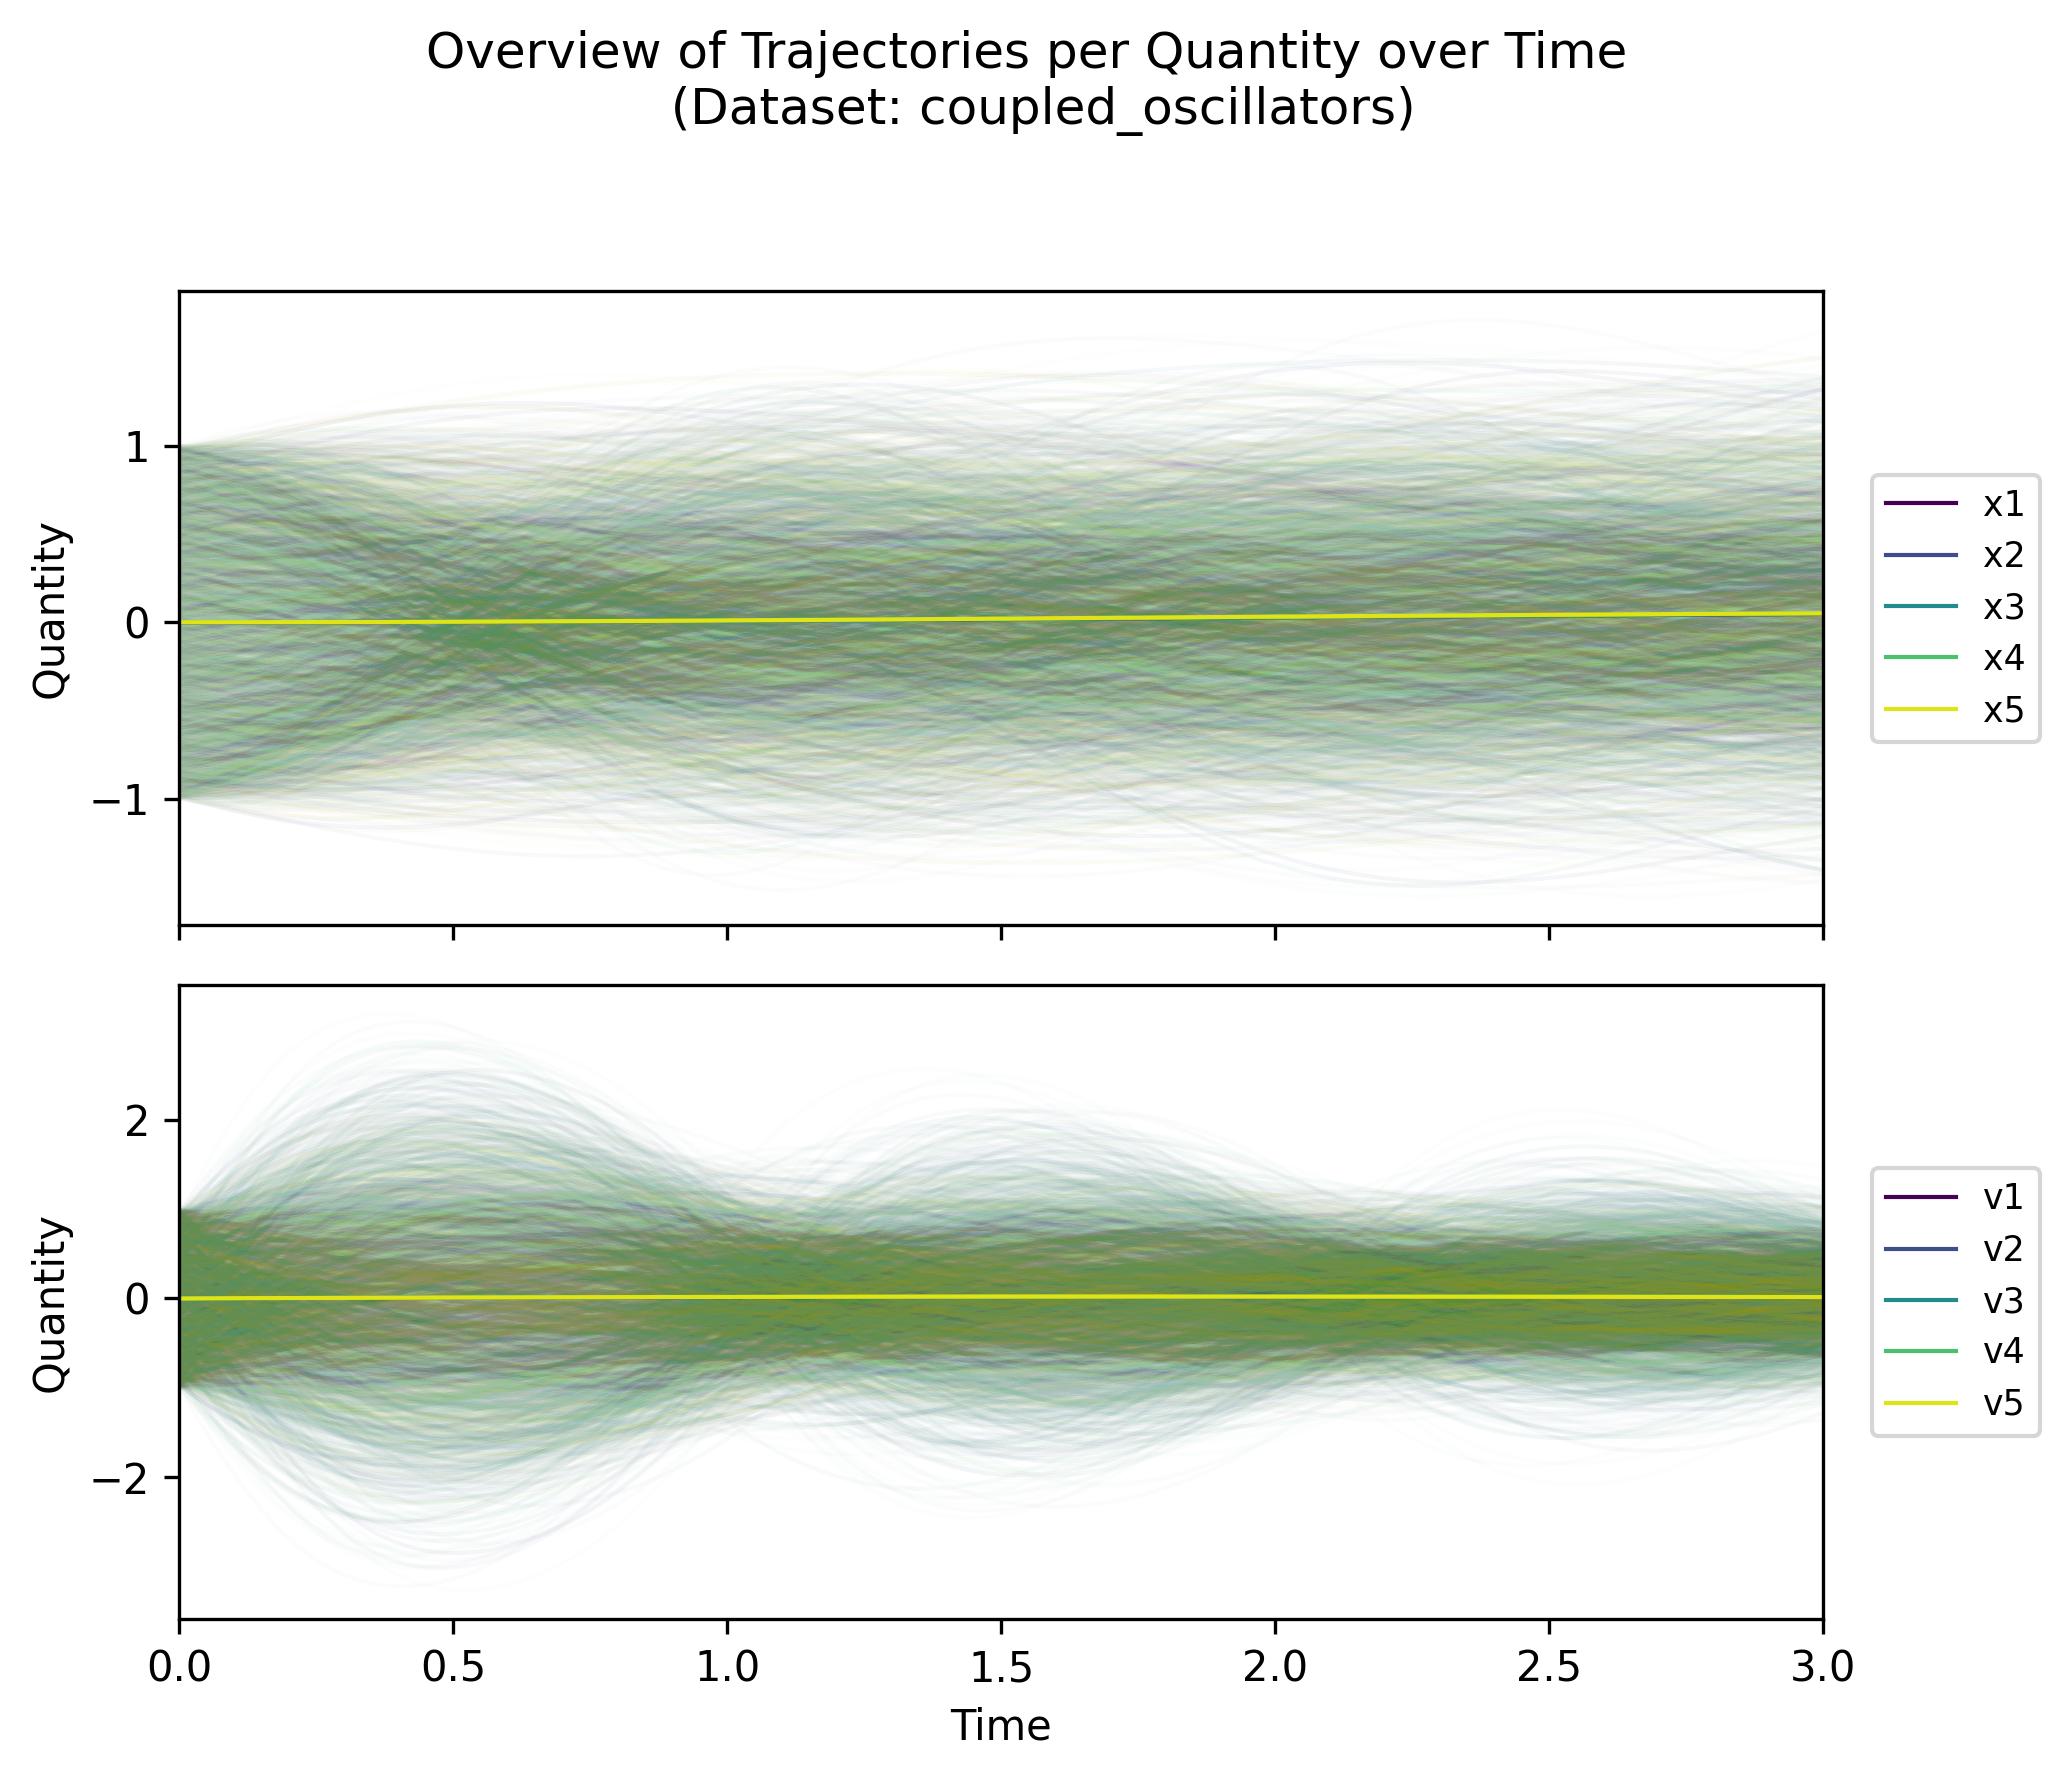 Overview of Trajectories per Quantity over Time
(Dataset: coupled_oscillators)
Quantity
1
0
−1
x1
x2
x3
x4
x5
Quantity
2
0
−2
v1
v2
v3
v4
v5
0.0 0.5 1.0 1.5 2.0 2.5 3.0
Time